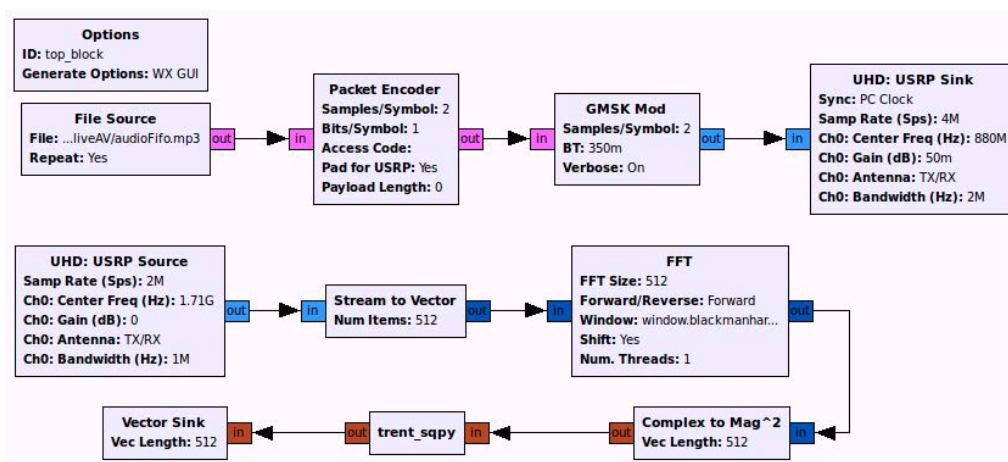 Options
ID: top_block
Generate Options: WX GUI
File Source
File: ...liveAV/audioFifo.mp3
Repeat: Yes
out
in
Packet Encoder
Samples/Symbol: 2
Bits/Symbol: 1
Access Code:
Pad for USRP: Yes
Payload Length: 0
out
in
GMSK Mod
Samples/Symbol: 2
BT: 350m
Verbose: On
out
in
UHD: USRP Sink
Sync: PC Clock
Samp Rate (Sps): 4M
Ch0: Center Freq (Hz): 880M
Ch0: Gain (dB): 50m
Ch0: Antenna: TX/RX
Ch0: Bandwidth (Hz): 2M
UHD: USRP Source
Samp Rate (Sps): 2M
Ch0: Center Freq (Hz): 1.71G
Ch0: Gain (dB): 0
Ch0: Antenna: TX/RX
Ch0: Bandwidth (Hz): 1M
out
in
Stream to Vector
Num Items: 512
out
in
FFT
FFT Size: 512
Forward/Reverse: Forward
Window: window.blackmanhar...
Shift: Yes
Num. Threads: 1
out
Vector Sink
Vec Length: 512
in
out
trent_sqpy
in
out
Complex to Mag^2
Vec Length: 512
in